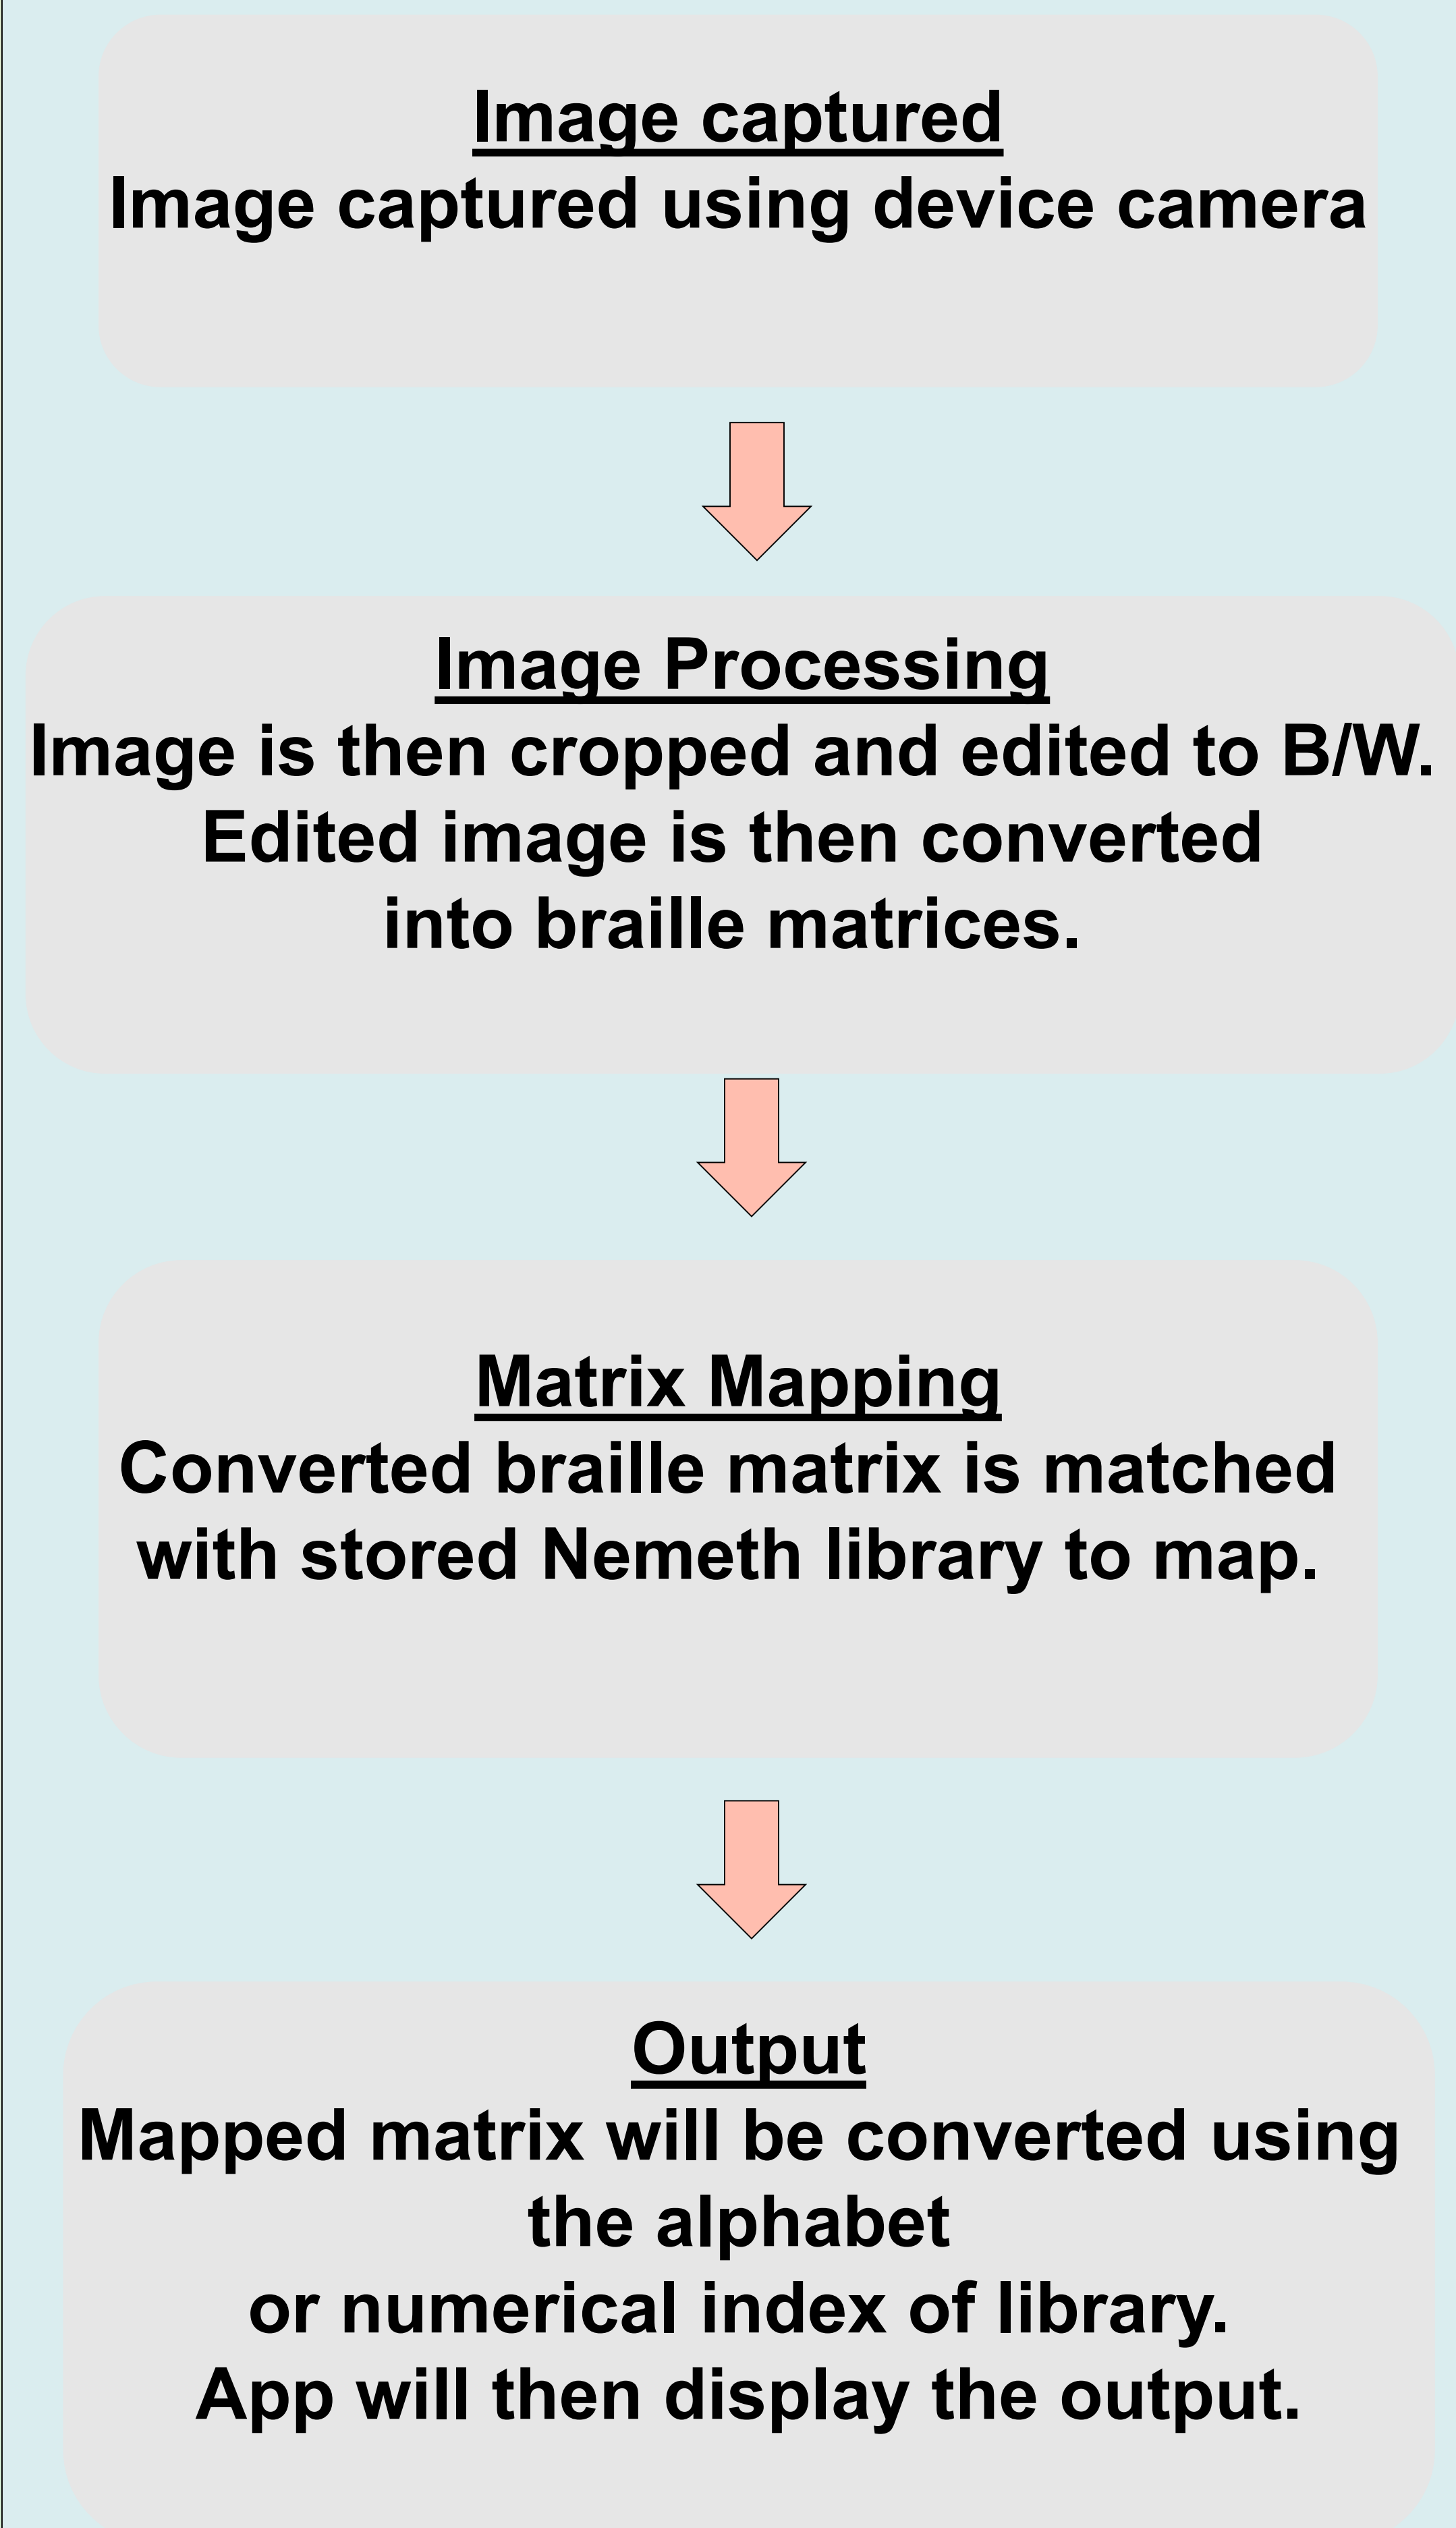 Image captured
Image captured using device camera
Image Processing
Image is then cropped and edited to B/W.
Edited image is then converted
into braille matrices.
Matrix Mapping
Converted braille matrix is matched
with stored Nemeth library to map.
Output
Mapped matrix will be converted using
the alphabet
or numerical index of library.
App will then display the output.